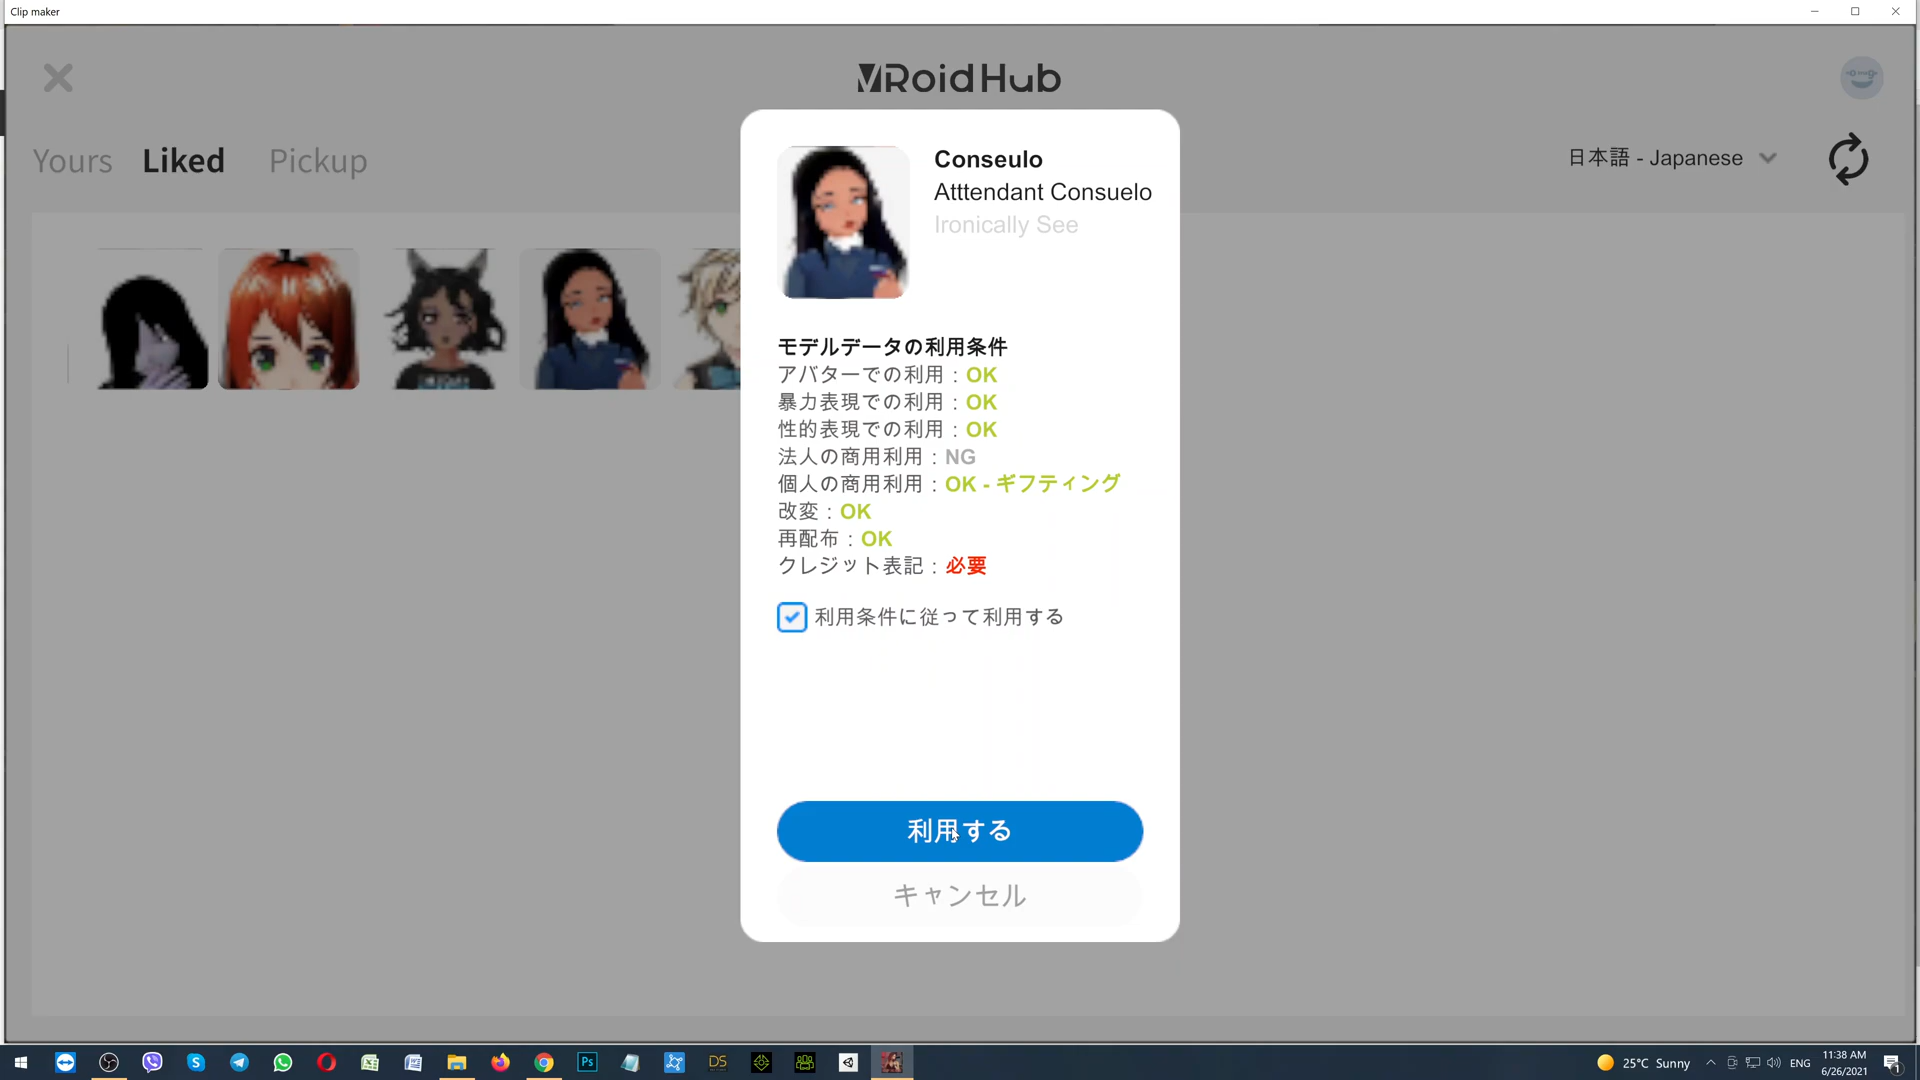 Clip maker
VRoid Hub
Yours Liked Pickup
日本語 - Japanese
Conseulo
Atttendant Consuelo
Ironically See
モデルデータの利用条件
アバターでの利用：OK
暴力表現での利用：OK
性的表現での利用：OK
法人の商用利用：NG
個人の商用利用：OK - ギフティング
改変：OK
再配布：OK
クレジット表記：必要
利用条件に従って利用する
利用する
キャンセル
Ps
DS
25°C Sunny
ENG
11:38 AM
6/26/2021
1